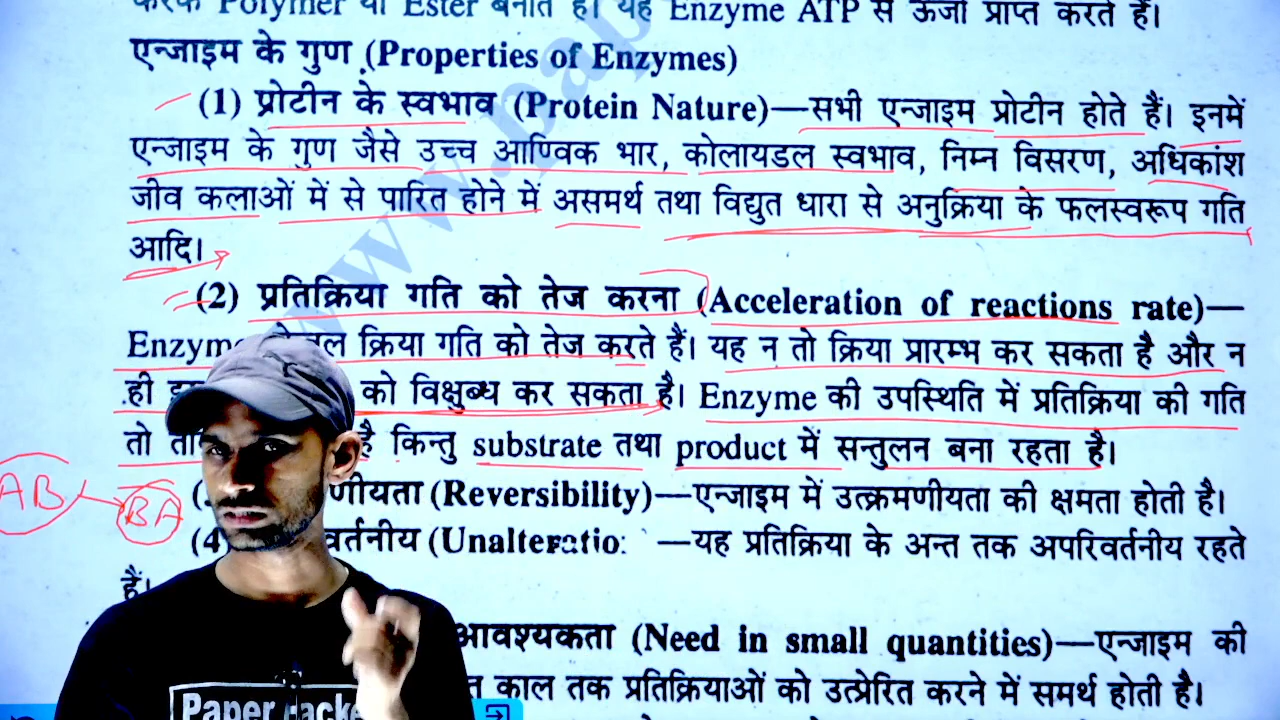 करके Polymer या Ester बनाते हैं। यह Enzyme ATP से ऊर्जा प्राप्त करते हैं।
एन्जाइम के गुण (Properties of Enzymes)
(1) प्रोटीन के स्वभाव (Protein Nature)—सभी एन्जाइम प्रोटीन होते हैं। इनमें
एन्जाइम के गुण जैसे उच्च आण्विक भार, कोलायडल स्वभाव, निम्न विसरण, अधिकांश
जीव कलाओं में से पारित होने में असमर्थ तथा विद्युत धारा से अनुक्रिया के फलस्वरूप गति
आदि।
(2) प्रतिक्रिया गति को तेज करना (Acceleration of reactions rate)—
क्रिया गति को तेज करते हैं। यह न तो क्रिया प्रारम्भ कर सकता है और न
ही को विक्षुब्ध कर सकता है। Enzyme की उपस्थिति में प्रतिक्रिया की गति
तो है किन्तु substrate तथा product में सन्तुलन बना रहता है।
AB BA
(Reversibility)—एन्जाइम में उत्क्रमणीयता की क्षमता होती है।
(4) —यह प्रतिक्रिया के अन्त तक अपरिवर्तनीय रहते
हैं।
आवश्यकता (Need in small quantities)—एन्जाइम की
काल तक प्रतिक्रियाओं को उत्प्रेरित करने में समर्थ होती है।
Paper
www.pap